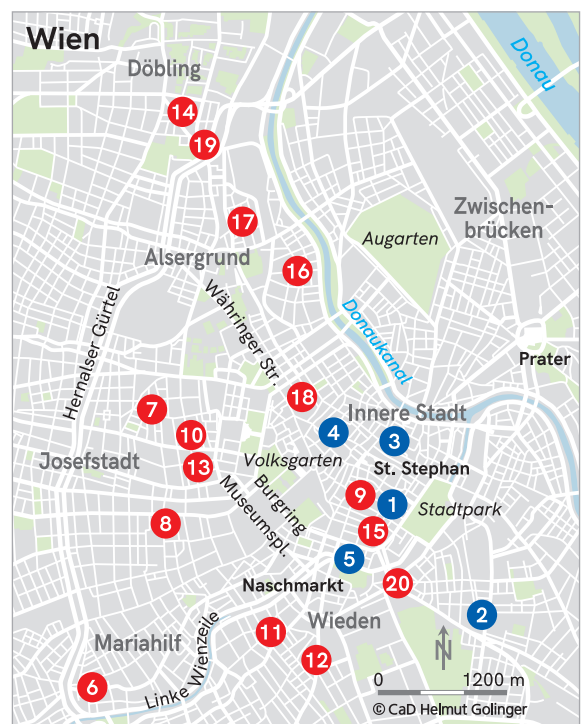 Wien
Donau
Döbling
14
19
Zwischen-
brücken
17
Augarten
Alsergrund
16
Währinger Str.
Hernalser Gürtel
Donaukanal
Prater
18
7
Innere Stadt
4
3
10
Josefstadt
13
Volksgarten
St. Stephan
Burgring
Museumspl.
9
1
Stadtpark
8
15
5
Naschmarkt
20
2
Wieden
11
Mariahilf
12
N
Linke Wienzeile
6
0 1200 m
© CaD Helmut Golinger